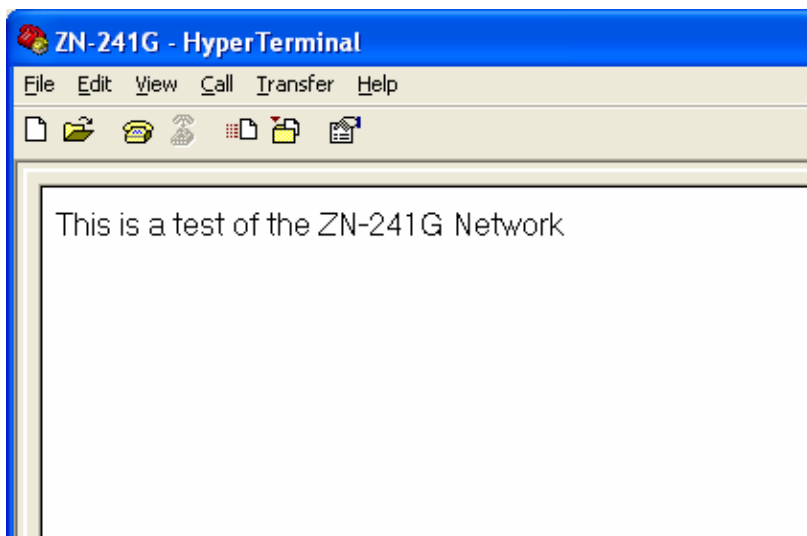 ZN-241G - HyperTerminal
File Edit View Call Transfer Help
This is a test of the ZN-241G Network